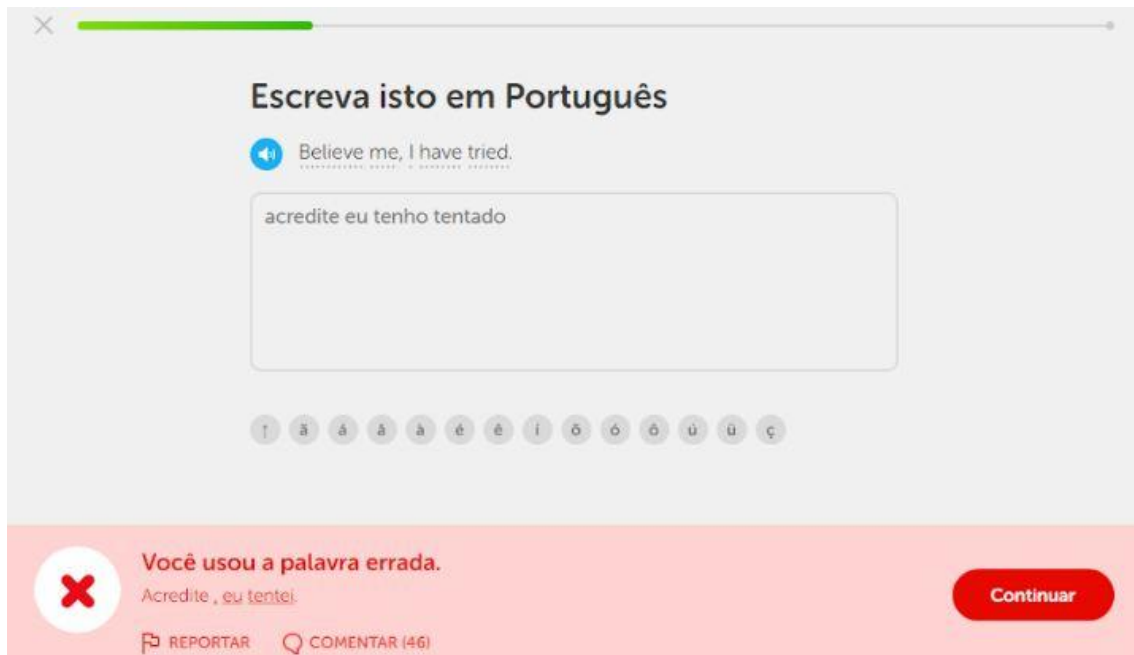 Escreva isto em Português
Believe me, I have tried.
acredite eu tenho tentado
↑ ã á â à é ê í õ ó ô ú ü ç
Você usou a palavra errada.
Acredite , eu tentei.
Continuar
REPORTAR COMENTAR (46)